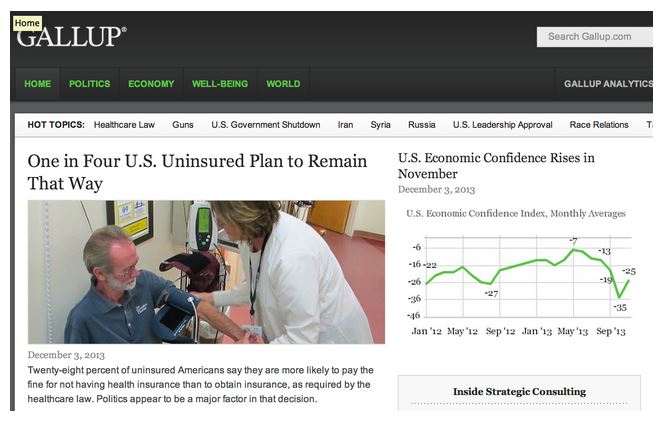 Home
GALLUP®
Search Gallup.com
HOME POLITICS ECONOMY WELL-BEING WORLD GALLUP ANALYTICS
HOT TOPICS: Healthcare Law Guns U.S. Government Shutdown Iran Syria Russia U.S. Leadership Approval Race Relations
One in Four U.S. Uninsured Plan to Remain
That Way
December 3, 2013
Twenty-eight percent of uninsured Americans say they are more likely to pay the
fine for not having health insurance than to obtain insurance, as required by the
healthcare law. Politics appear to be a major factor in that decision.
U.S. Economic Confidence Rises in
November
December 3, 2013
U.S. Economic Confidence Index, Monthly Averages
-6
-16
-26
-36
-46
-22
-27
-7
-13
-19
-35
-25
Jan '12 May '12 Sep '12 Jan '13 May '13 Sep '13
Inside Strategic Consulting